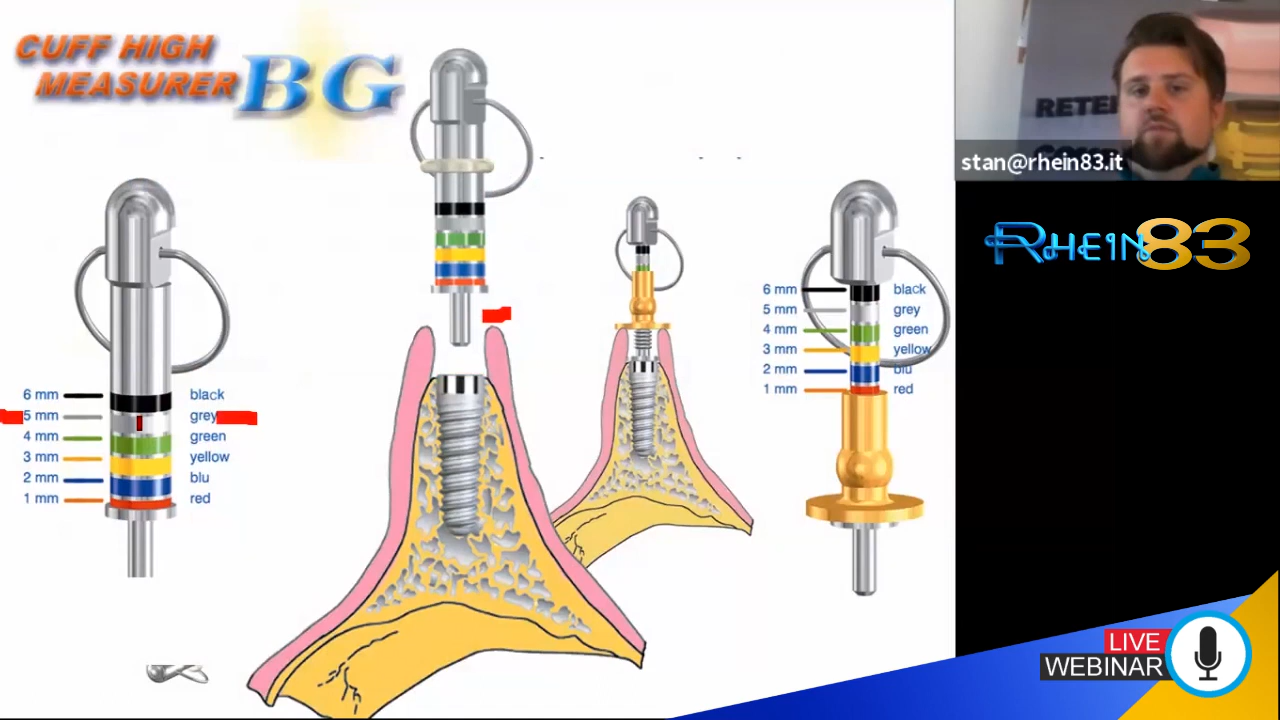 CUFF HIGH
MEASURER BG
6 mm black
5 mm grey
4 mm green
3 mm yellow
2 mm blu
1 mm red
6 mm black
5 mm grey
4 mm green
3 mm yellow
2 mm blu
1 mm red
stan@rhein83.it
RHEIN83
LIVE
WEBINAR